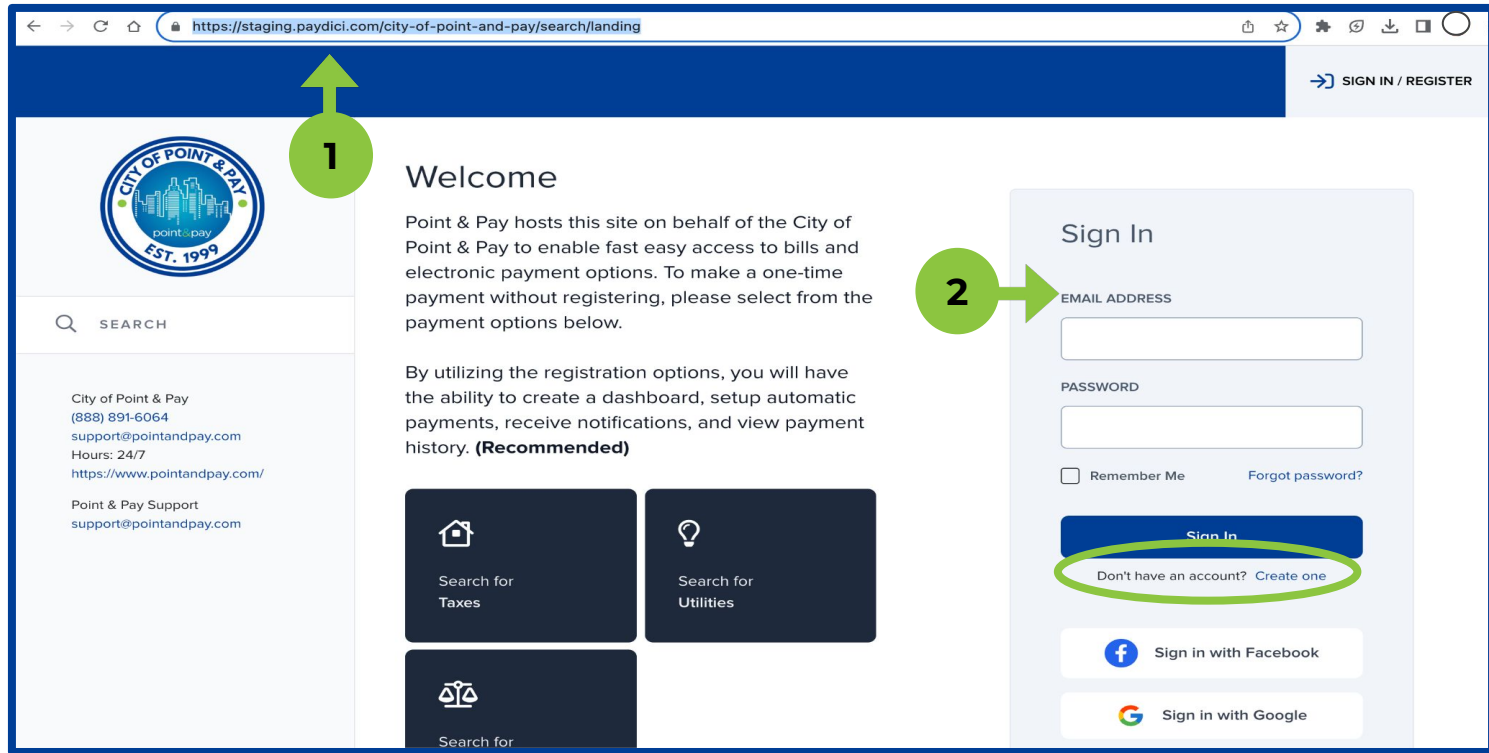 https://staging.paydici.com/city-of-point-and-pay/search/landing
SIGN IN / REGISTER
1
CITY OF POINT & PAY
point&pay
EST. 1999
SEARCH
City of Point & Pay
(888) 891-6064
support@pointandpay.com
Hours: 24/7
https://www.pointandpay.com/
Point & Pay Support
support@pointandpay.com
Welcome
Point & Pay hosts this site on behalf of the City of
Point & Pay to enable fast easy access to bills and
electronic payment options. To make a one-time
payment without registering, please select from the
payment options below.
By utilizing the registration options, you will have
the ability to create a dashboard, setup automatic
payments, receive notifications, and view payment
history. (Recommended)
Search for
Taxes
Search for
Utilities
Search for
2
Sign In
EMAIL ADDRESS
PASSWORD
Remember Me
Forgot password?
Sign In
Don't have an account? Create one
Sign in with Facebook
Sign in with Google